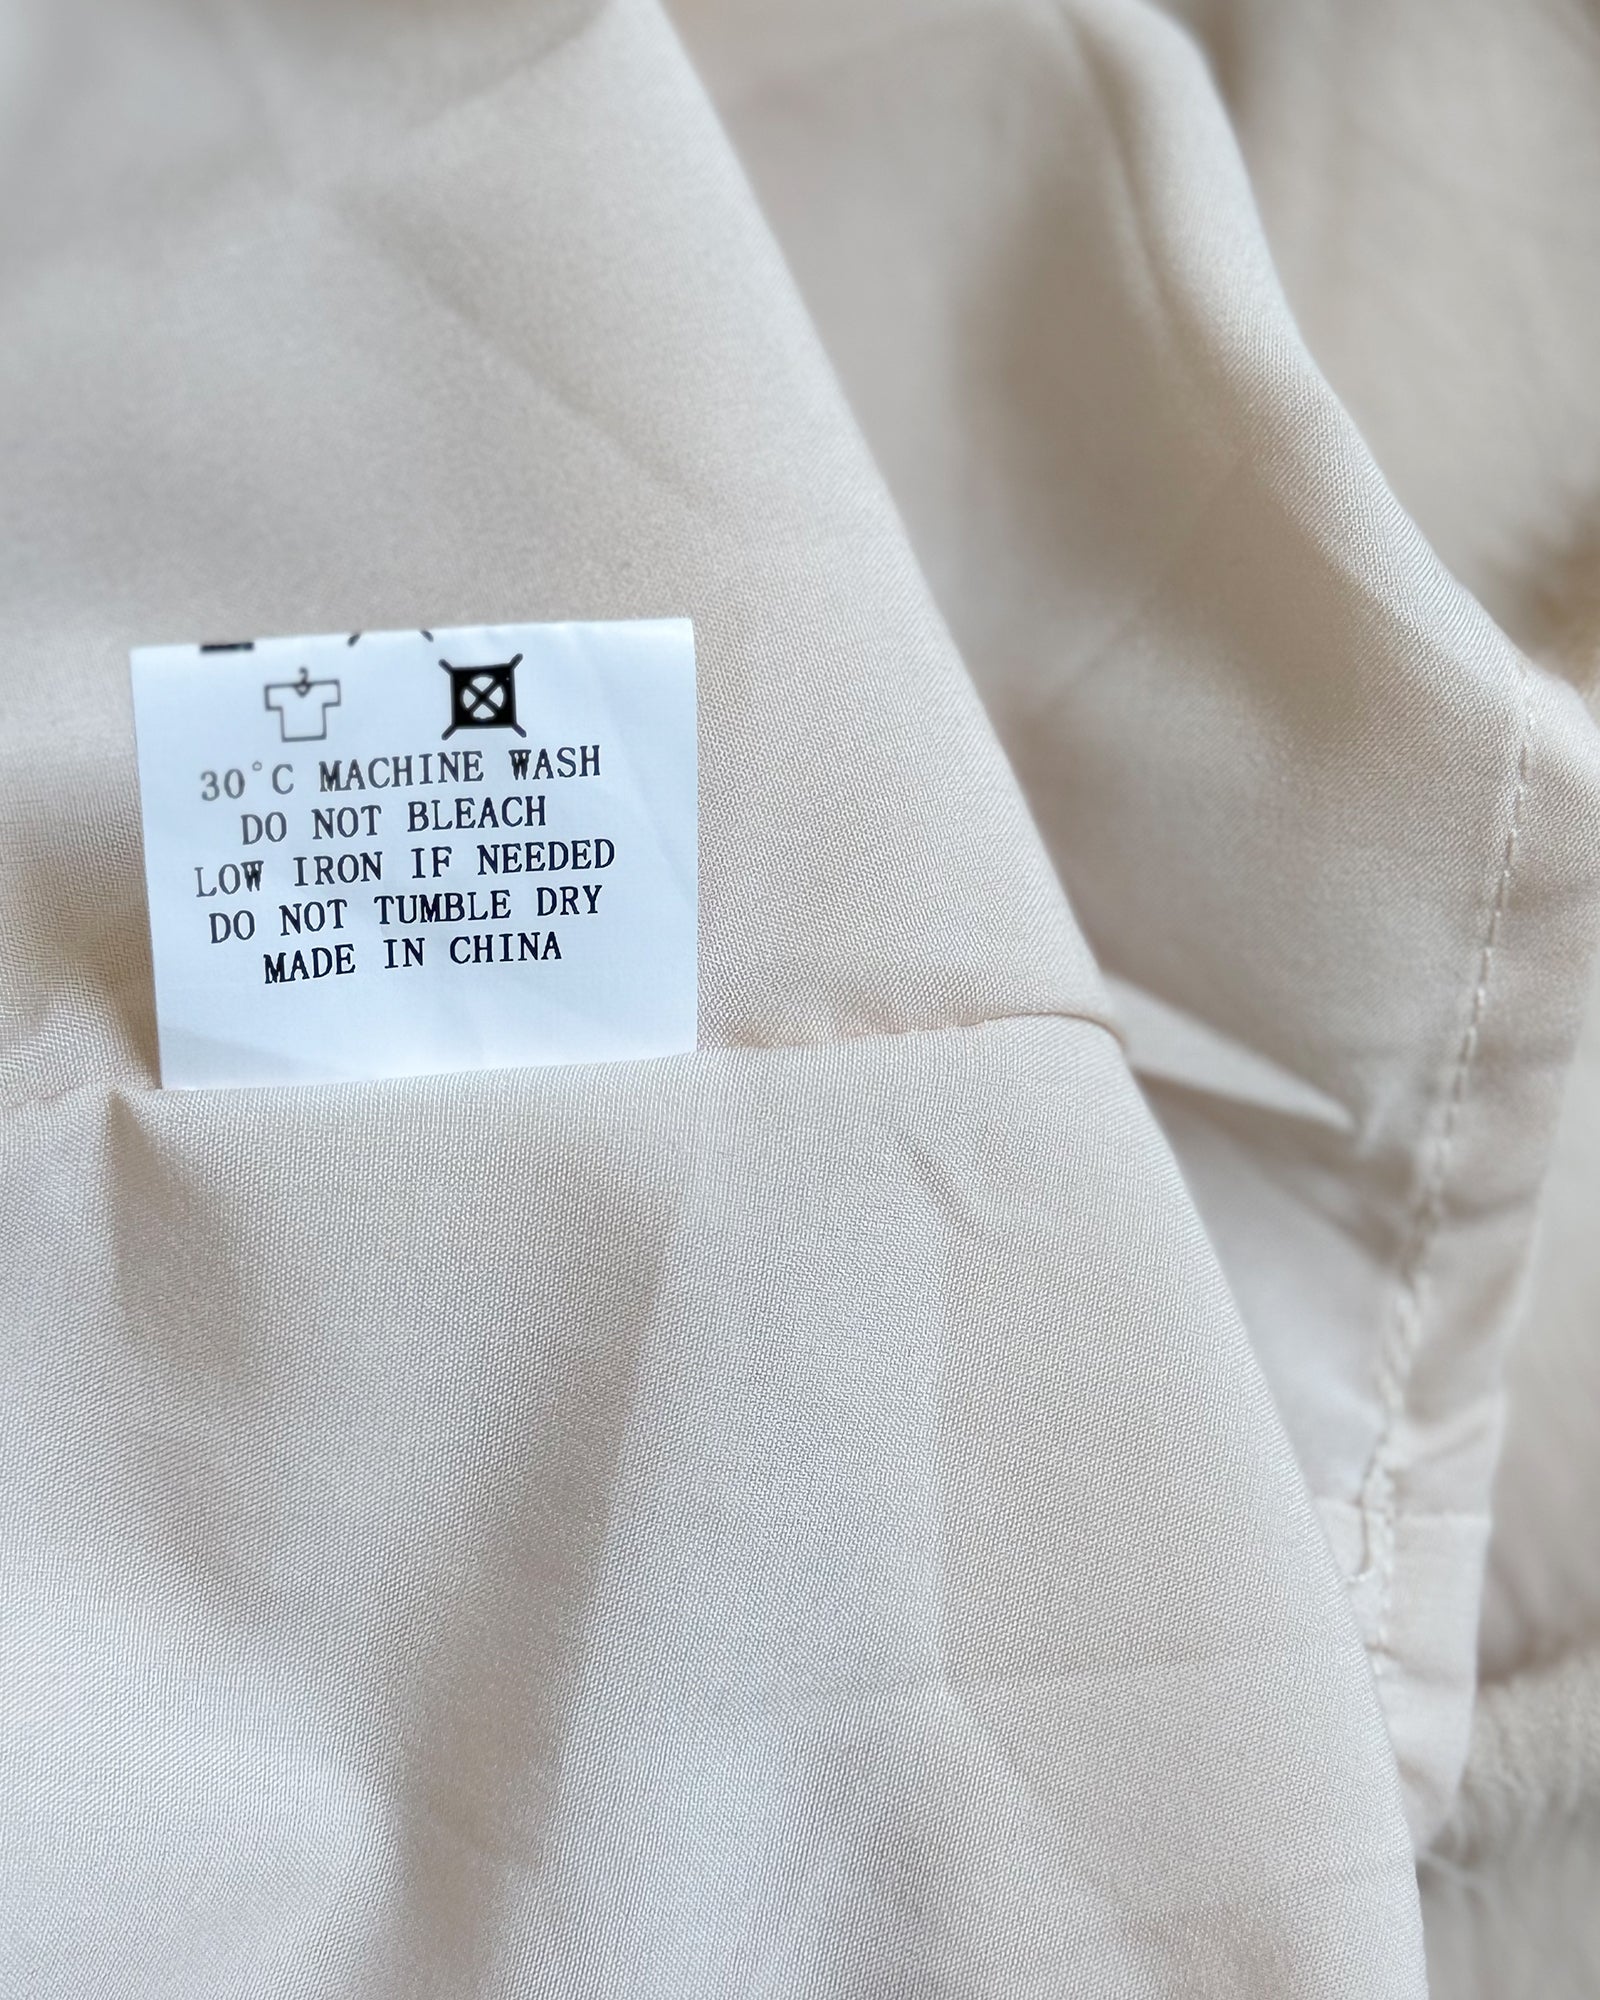 30°C MACHINE WASH
DO NOT BLEACH
LOW IRON IF NEEDED
DO NOT TUMBLE DRY
MADE IN CHINA